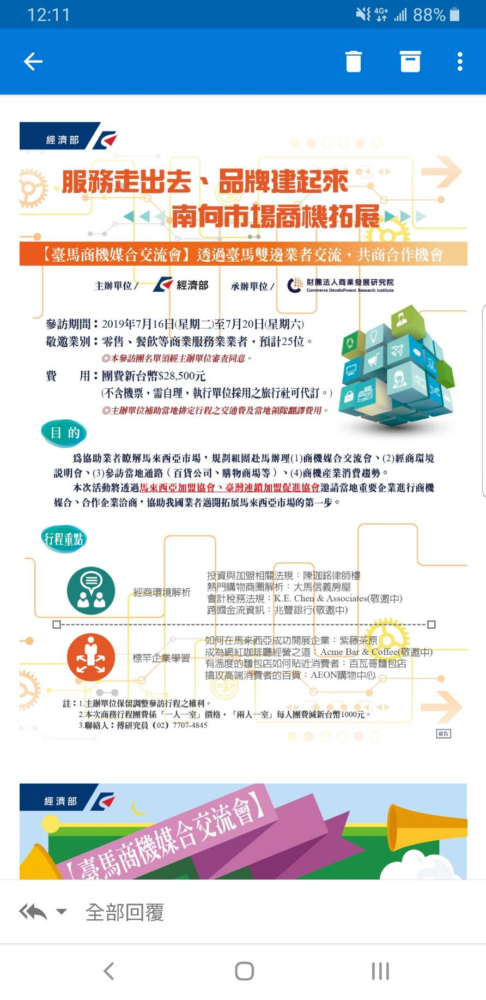 12:11
4G+
88%
經濟部
服務走出去、品牌建起來
南向市場商機拓展
【臺馬商機媒合交流會】透過臺馬雙邊業者交流，共商合作機會
主辦單位/ 經濟部 承辦單位/ 財團法人商業發展研究院
Commerce DeveloPment Research Institute
參訪期間：2019年7月16日(星期二)至7月20日(星期六)
敬邀業別：零售、餐飲等商業服務業業者，預計25位。
◎本參訪團名單須經主辦單位審查同意。
費　用：團費新台幣$28,500元
(不含機票，需自理，執行單位採用之旅行社可代訂。)
◎主辦單位補助當地排定行程之交通費及當地領隊翻譯費用。
目的
為協助業者瞭解馬來西亞市場，規劃組團赴馬辦理(1)商機媒合交流會、(2)經商環境
說明會、(3)參訪當地通路（百貨公司、購物商場等）、(4)商機產業消費趨勢。
本次活動將透過馬來西亞加盟協會、臺灣連鎖加盟促進協會邀請當地重要企業進行商機
媒合、合作企業洽商，協助我國業者邁開拓展馬來西亞市場的第一步。
行程重點
經商環境解析
投資與加盟相關法規：陳珈銘律師樓
熱門購物商圈解析：大馬信義房屋
會計稅務法規：K.E. Chen & Associates(敬邀中)
跨國金流資訊：兆豐銀行(敬邀中)
標竿企業學習
如何在馬來西亞成功開展企業：紫藤茶原
成為網紅咖啡廳經營之道：Acme Bar & Coffee(敬邀中)
有溫度的麵包店如何貼近消費者：百瓦哥麵包店
搶攻高端消費者的百貨：AEON購物中心
註：1.主辦單位保留調整參訪行程之權利。
2.本次商務行程團費係「一人一室」價格，「兩人一室」每人團費減新台幣1000元。
3.聯絡人：傅研究員（02）7707-4845
廣告
經濟部
【臺馬商機媒合交流會】
全部回覆